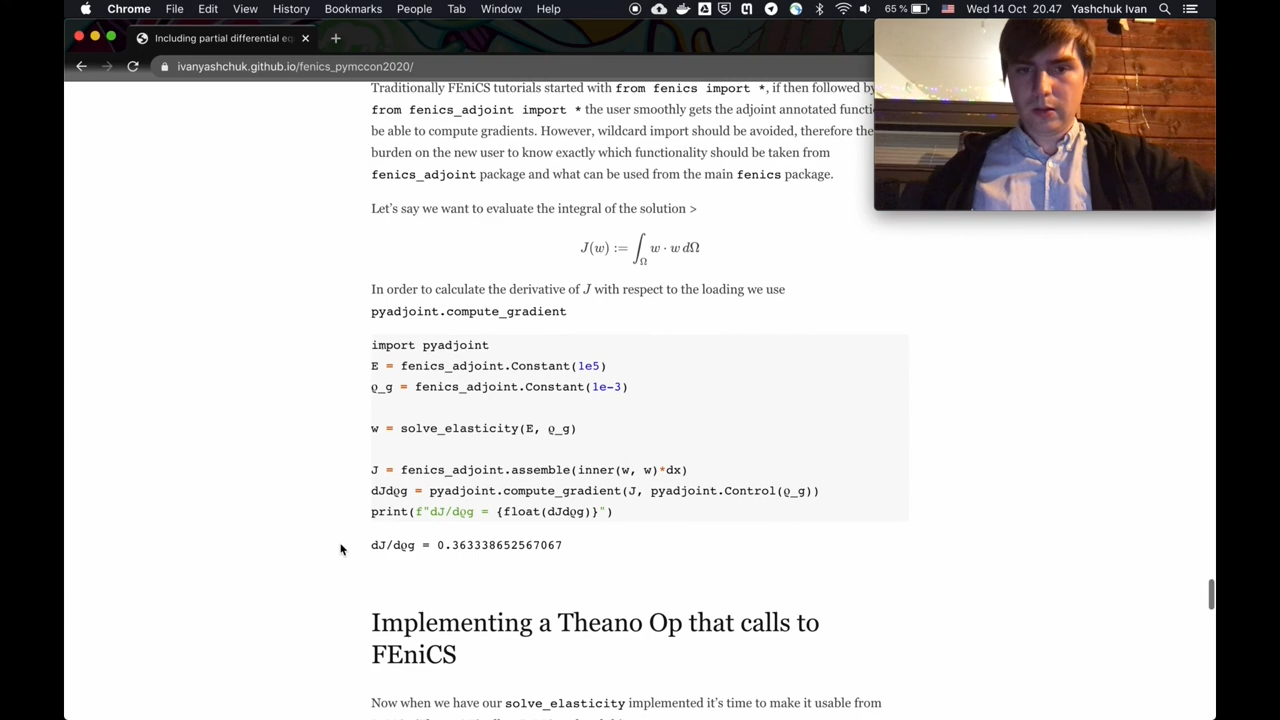 Chrome File Edit View History Bookmarks People Tab Window Help 65 % Wed 14 Oct 20.47 Yashchuk Ivan
Including partial differential eq
ivanyashchuk.github.io/fenics_pymccon2020/
Traditionally FEniCS tutorials started with from fenics import *, if then followed by
from fenics_adjoint import * the user smoothly gets the adjoint annotated functi
be able to compute gradients. However, wildcard import should be avoided, therefore the
burden on the new user to know exactly which functionality should be taken from
fenics_adjoint package and what can be used from the main fenics package.
Let's say we want to evaluate the integral of the solution >
J(w) := ∫_Ω w · w dΩ
In order to calculate the derivative of J with respect to the loading we use
pyadjoint.compute_gradient
import pyadjoint
E = fenics_adjoint.Constant(1e5)
ϱ_g = fenics_adjoint.Constant(1e-3)
w = solve_elasticity(E, ϱ_g)
J = fenics_adjoint.assemble(inner(w, w)*dx)
dJdϱg = pyadjoint.compute_gradient(J, pyadjoint.Control(ϱ_g))
print(f"dJ/dϱg = {float(dJdϱg)}")
dJ/dϱg = 0.363338652567067
Implementing a Theano Op that calls to
FEniCS
Now when we have our solve_elasticity implemented it's time to make it usable from